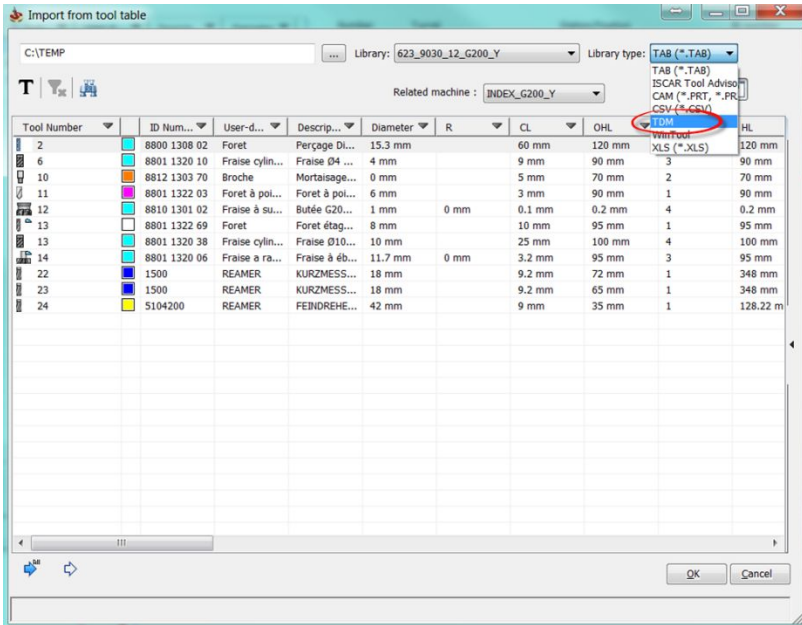 Import from tool table
C:\TEMP ... Library: 623_9030_12_G200_Y Library type: TAB (*.TAB)
TAB (*.TAB)
ISCAR Tool Adviso
CAM (*.PRT, *.PR
CSV (*.CSV)
TDM
WinTool
XLS (*.XLS)
T Related machine : INDEX_G200_Y
Tool Number ID Num... User-d... Descrip... Diameter R CL OHL HL
2 8800 1308 02 Foret Perçage Di... 15.3 mm 60 mm 120 mm 120 mm
6 8801 1320 10 Fraise cylin... Fraise Ø4 ... 4 mm 9 mm 90 mm 3 90 mm
10 8812 1303 70 Broche Mortaisage... 0 mm 5 mm 70 mm 2 70 mm
11 8801 1322 03 Foret à poi... Foret à poi... 6 mm 3 mm 90 mm 1 90 mm
12 8810 1301 02 Fraise à su... Butée G20... 1 mm 0 mm 0.1 mm 0.2 mm 4 0.2 mm
13 8801 1322 69 Foret Foret étag... 8 mm 10 mm 95 mm 1 95 mm
13 8801 1320 38 Fraise cylin... Fraise Ø10... 10 mm 25 mm 100 mm 4 100 mm
14 8801 1320 06 Fraise a ra... Fraise à éb... 11.7 mm 0 mm 3.2 mm 95 mm 3 95 mm
22 1500 REAMER KURZMESS... 18 mm 9.2 mm 72 mm 1 348 mm
23 1500 REAMER KURZMESS... 18 mm 9.2 mm 65 mm 1 348 mm
24 5104200 REAMER FEINDREHE... 42 mm 9 mm 35 mm 1 128.22 m
OK Cancel